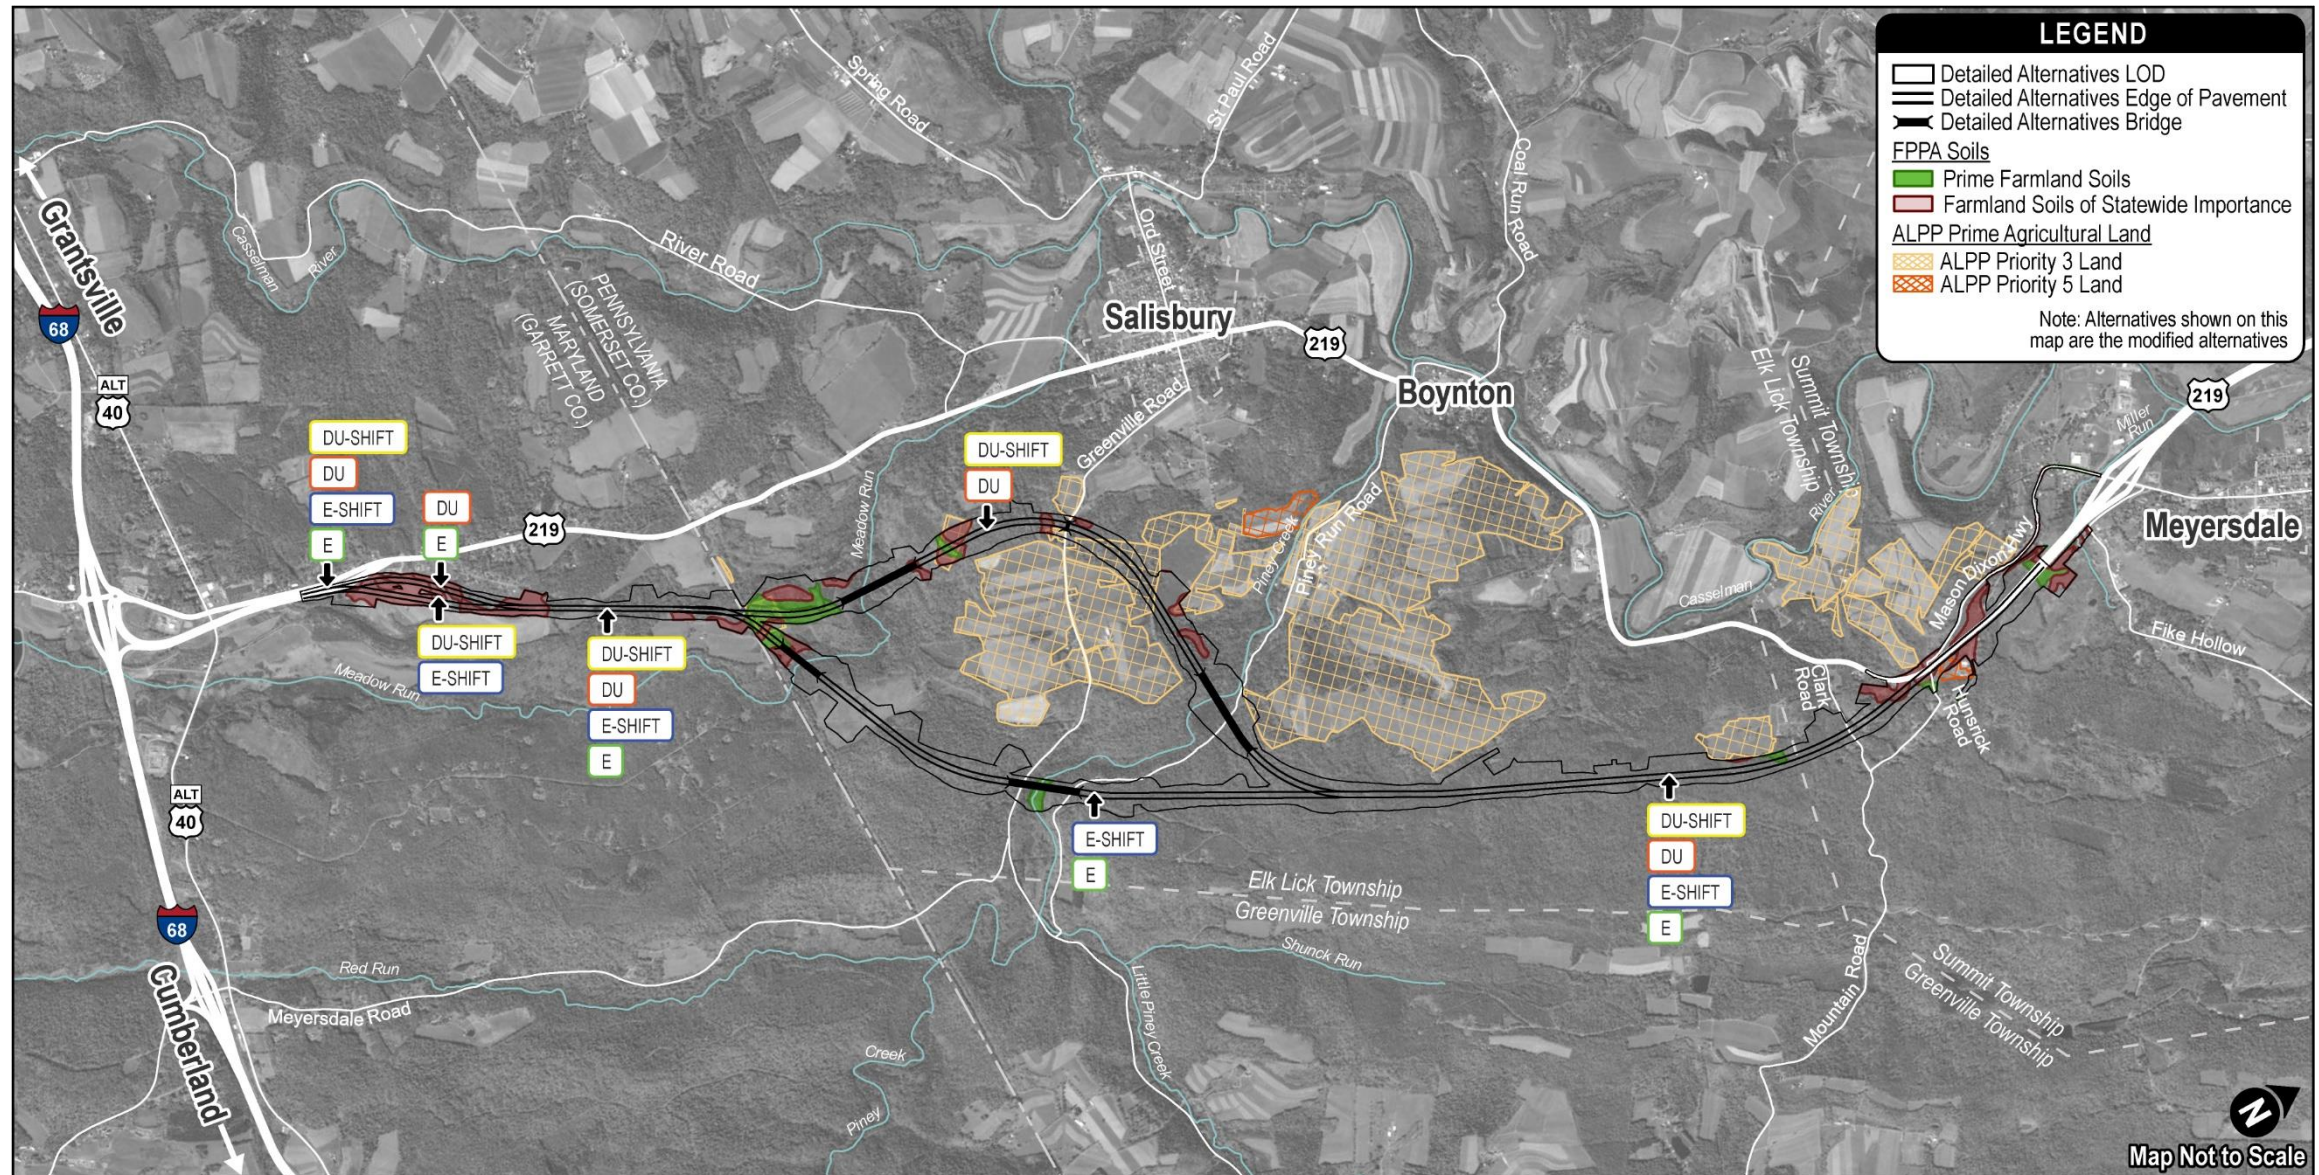 LEGEND
Detailed Alternatives LOD
Detailed Alternatives Edge of Pavement
Detailed Alternatives Bridge
FPPA Soils
Prime Farmland Soils
Farmland Soils of Statewide Importance
ALPP Prime Agricultural Land
ALPP Priority 3 Land
ALPP Priority 5 Land
Note: Alternatives shown on this
map are the modified alternatives
Spring Road
St Paul Road
Coal Run Road
Grantsville
Casselman
River
River Road
Ord Street
PENNSYLVANIA
(SOMERSET CO.)
MARYLAND
(GARRETT CO.)
68
ALT
40
Salisbury
219
Boynton
Greenville Road
Summit Township
Elk Lick Township
219
Miller
Run
Meyersdale
DU-SHIFT
DU
E-SHIFT
E
DU
E
219
Meadow Run
DU-SHIFT
DU
Piney Creek
Piney Run Road
River
Casselman
Mason Dixon Hwy
Fike Hollow
Clark
Road
Hunsrick
Road
DU-SHIFT
E-SHIFT
Meadow Run
DU-SHIFT
DU
E-SHIFT
E
ALT
40
E-SHIFT
E
DU-SHIFT
DU
E-SHIFT
E
Elk Lick Township
Greenville Township
68
Cumberland
Red Run
Meyersdale Road
Shunck Run
Little Piney Creek
Creek
Piney
Mountain Road
Summit Township
Greenville Township
N
Map Not to Scale